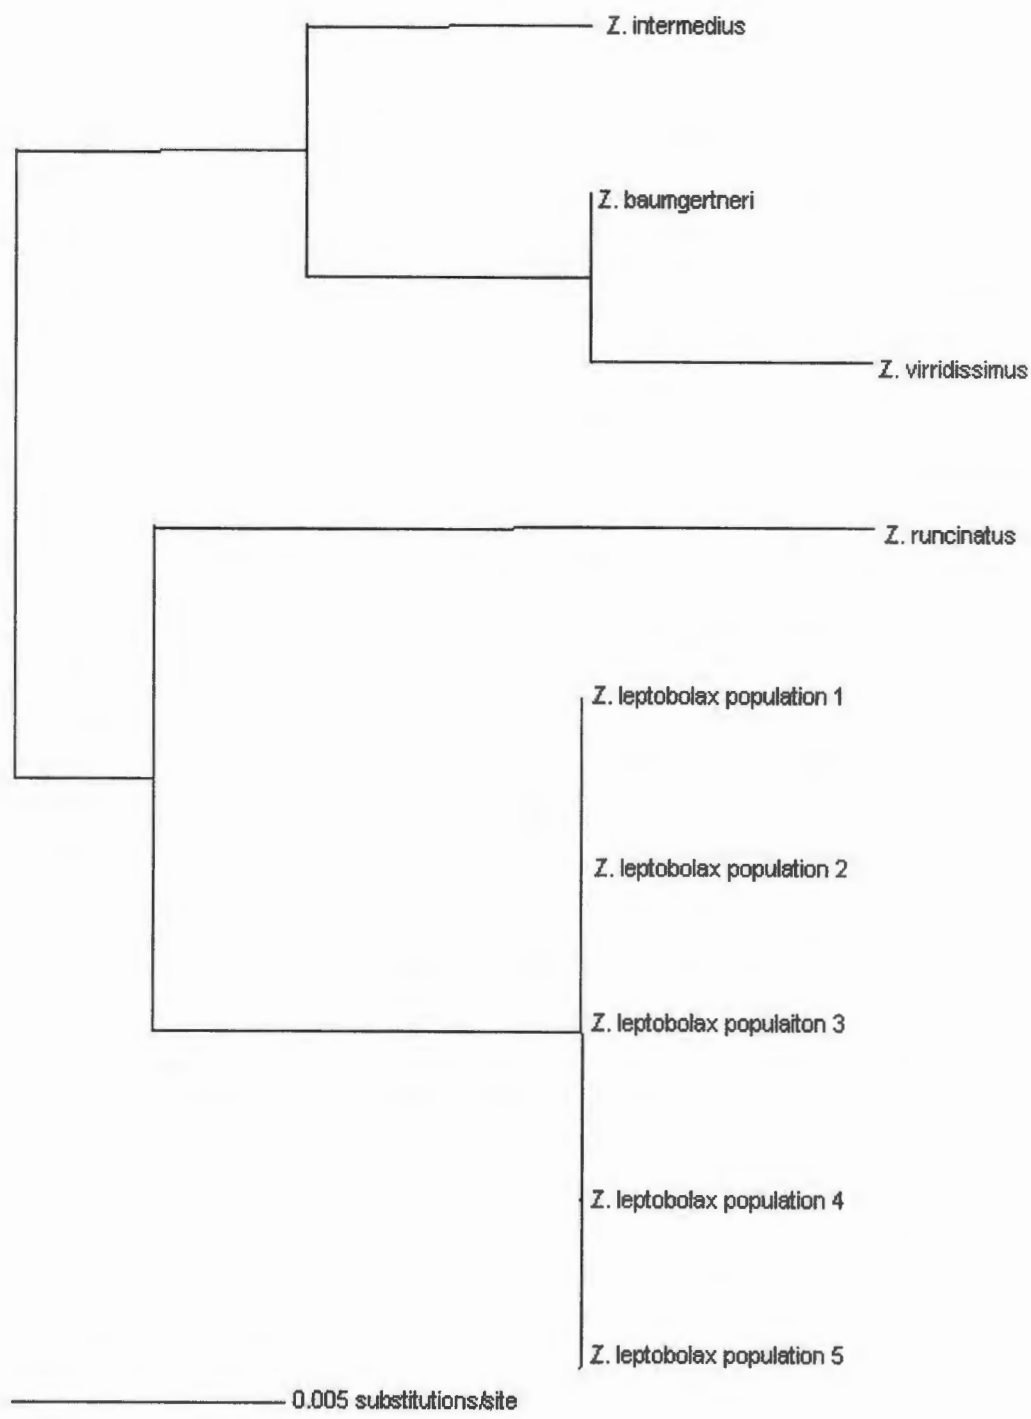 Z. intermedius
Z. baumgertneri
Z. virridissimus
Z. runcinatus
Z. leptobolax population 1
Z. leptobolax population 2
Z. leptobolax populaiton 3
Z. leptobolax population 4
Z. leptobolax population 5
0.005 substitutions/site